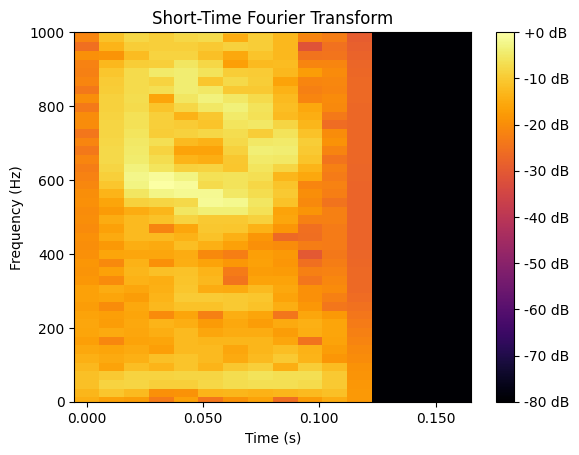 Short-Time Fourier Transform
1000
800
600
400
200
0
Frequency (Hz)
0.000
0.050
0.100
0.150
Time (s)
+0 dB
-10 dB
-20 dB
-30 dB
-40 dB
-50 dB
-60 dB
-70 dB
-80 dB